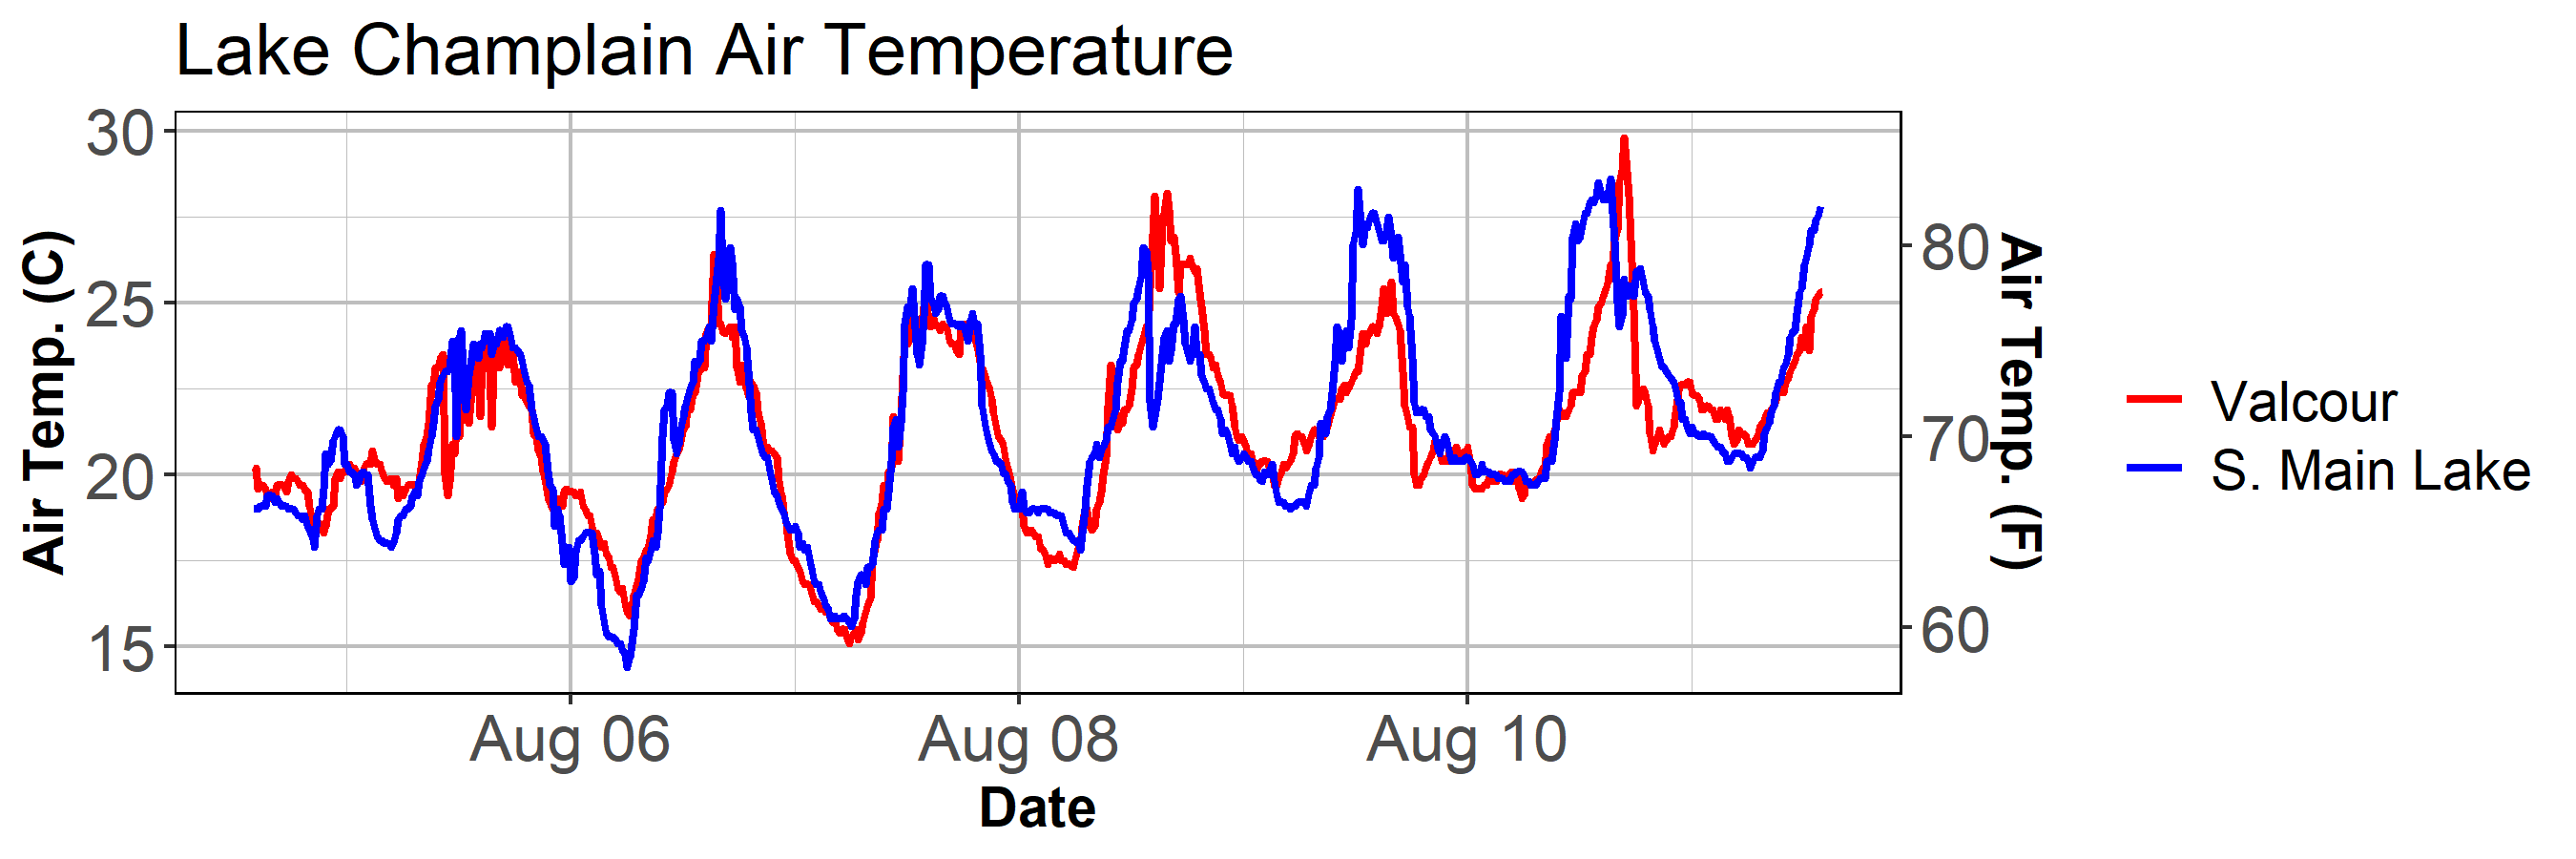 Lake Champlain Air Temperature
Air Temp. (C)
30
25
20
15
80
70
60
Air Temp. (F)
Aug 06
Aug 08
Aug 10
Date
Valcour
S. Main Lake